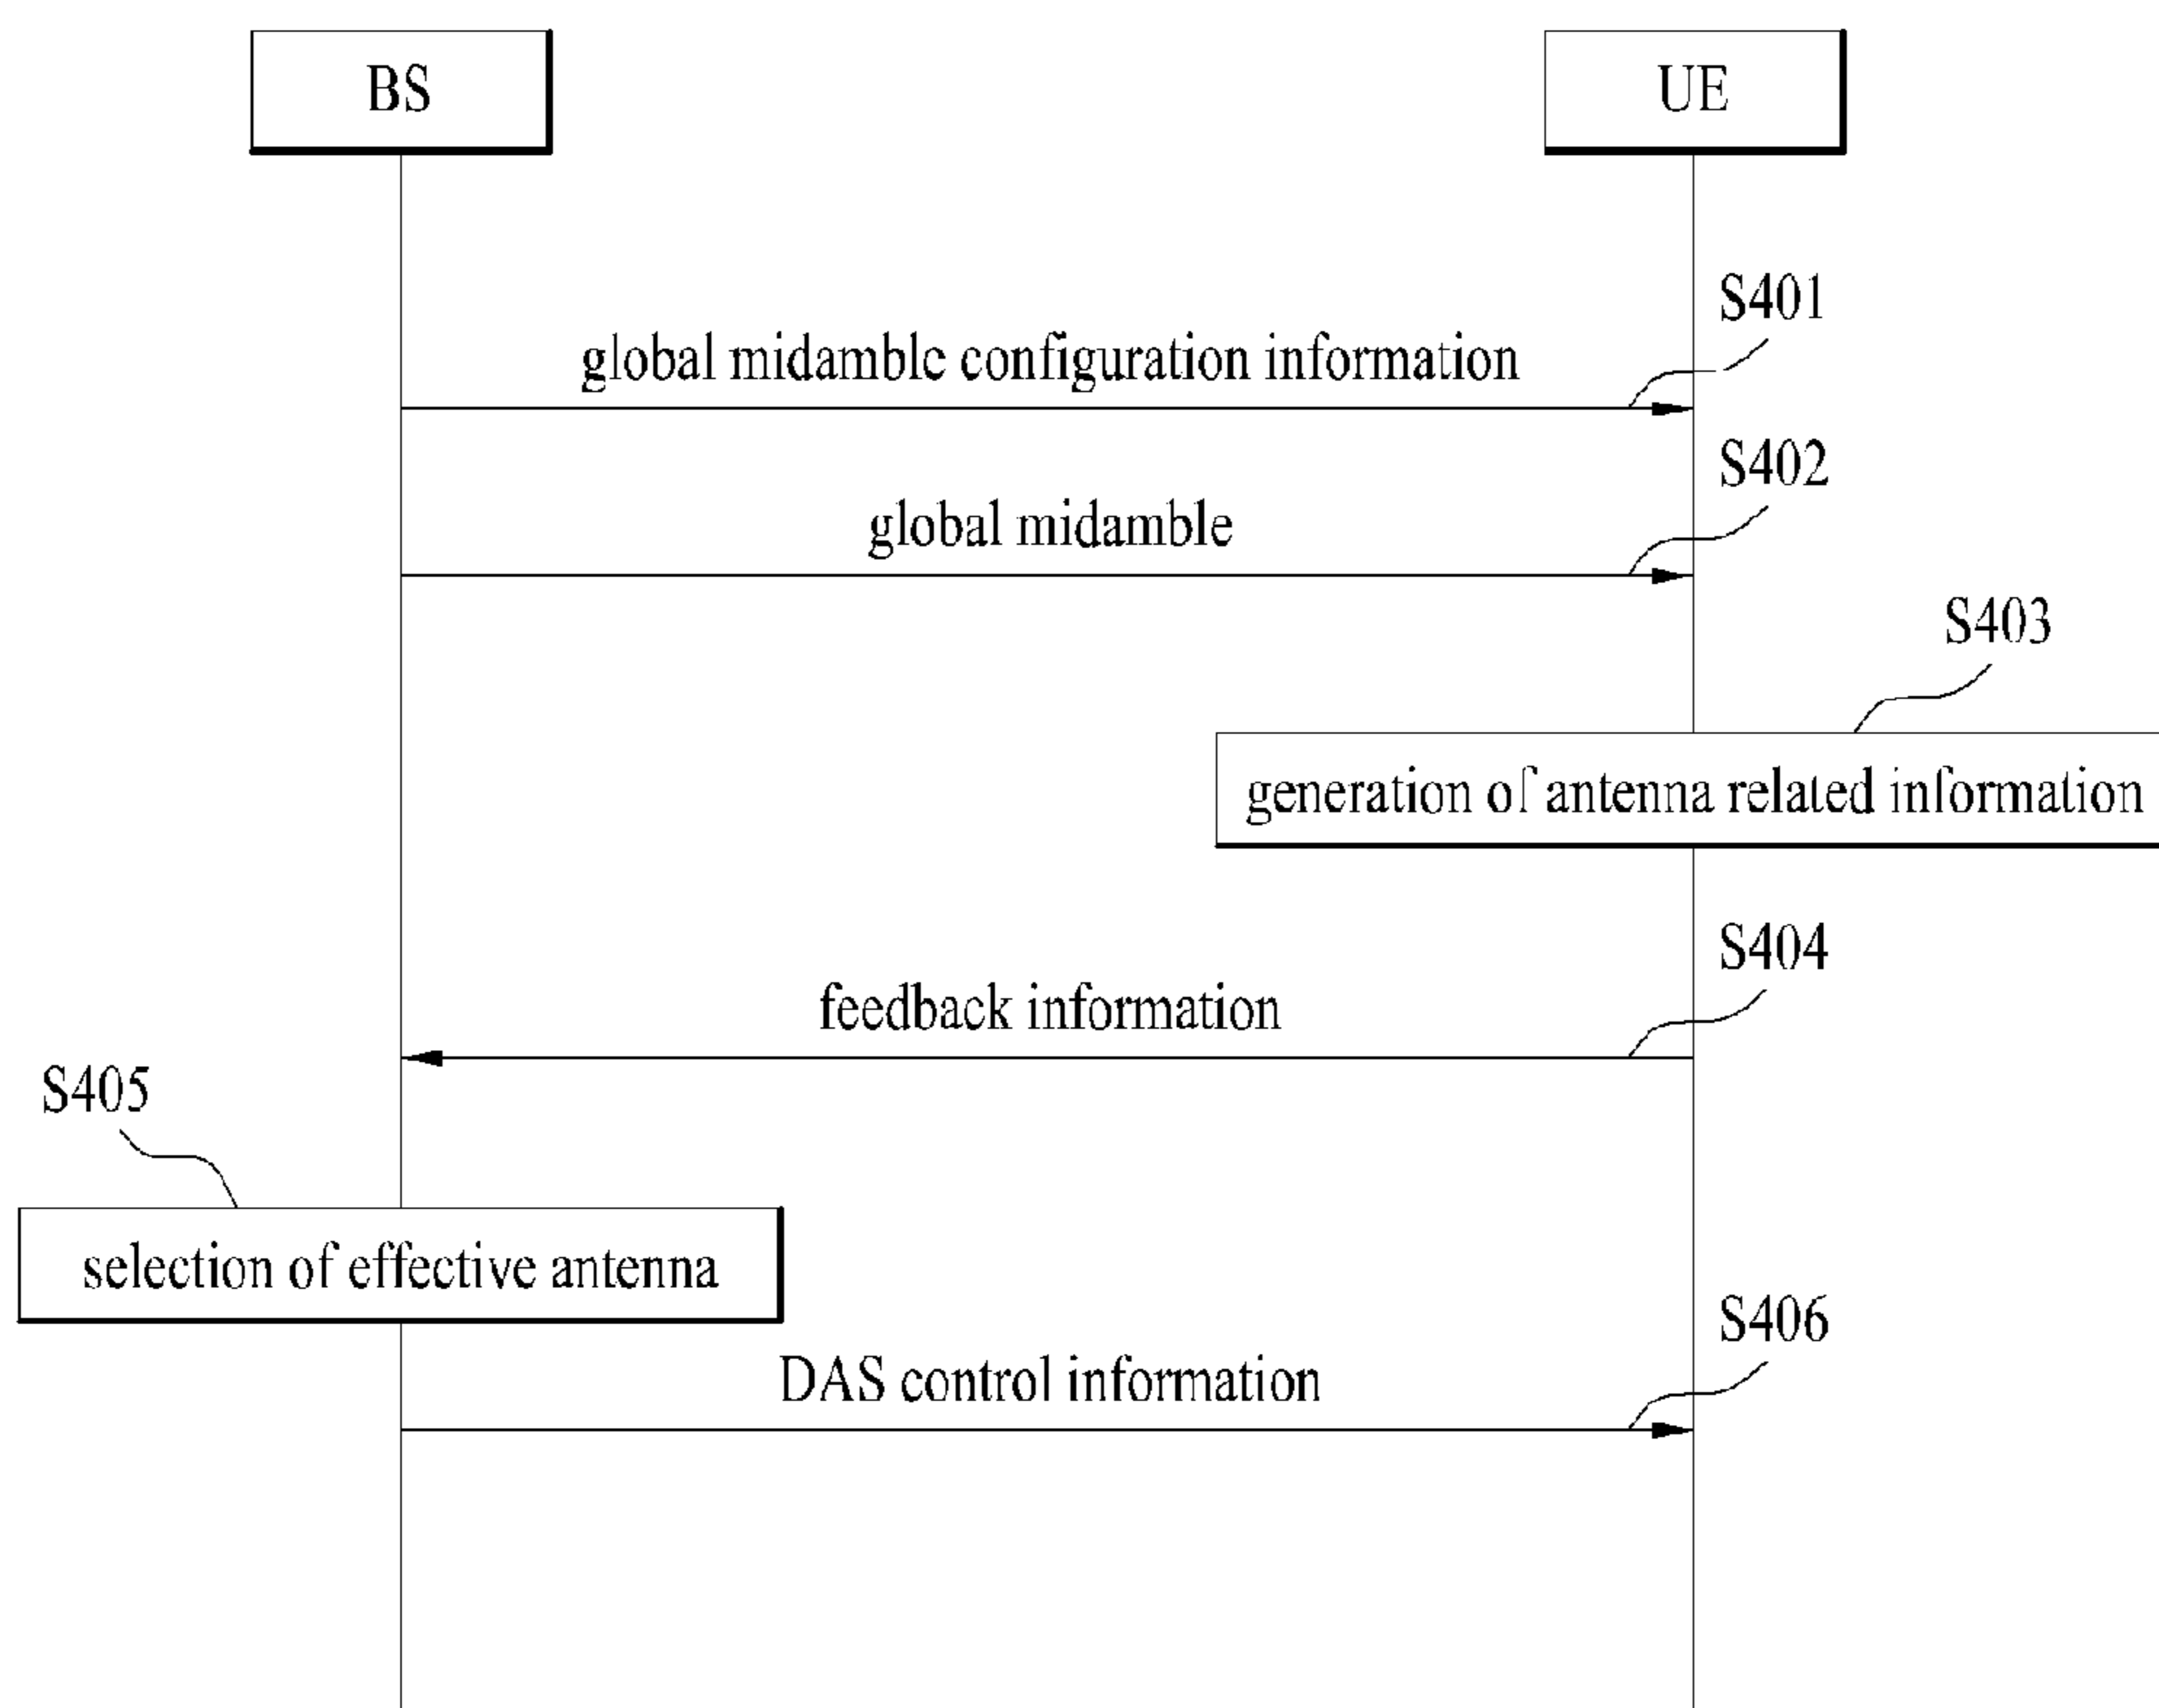 BS
UE
S401
global midamble configuration information
S402
global midamble
S403
generation of antenna related information
S404
feedback information
S405
selection of effective antenna
S406
DAS control information